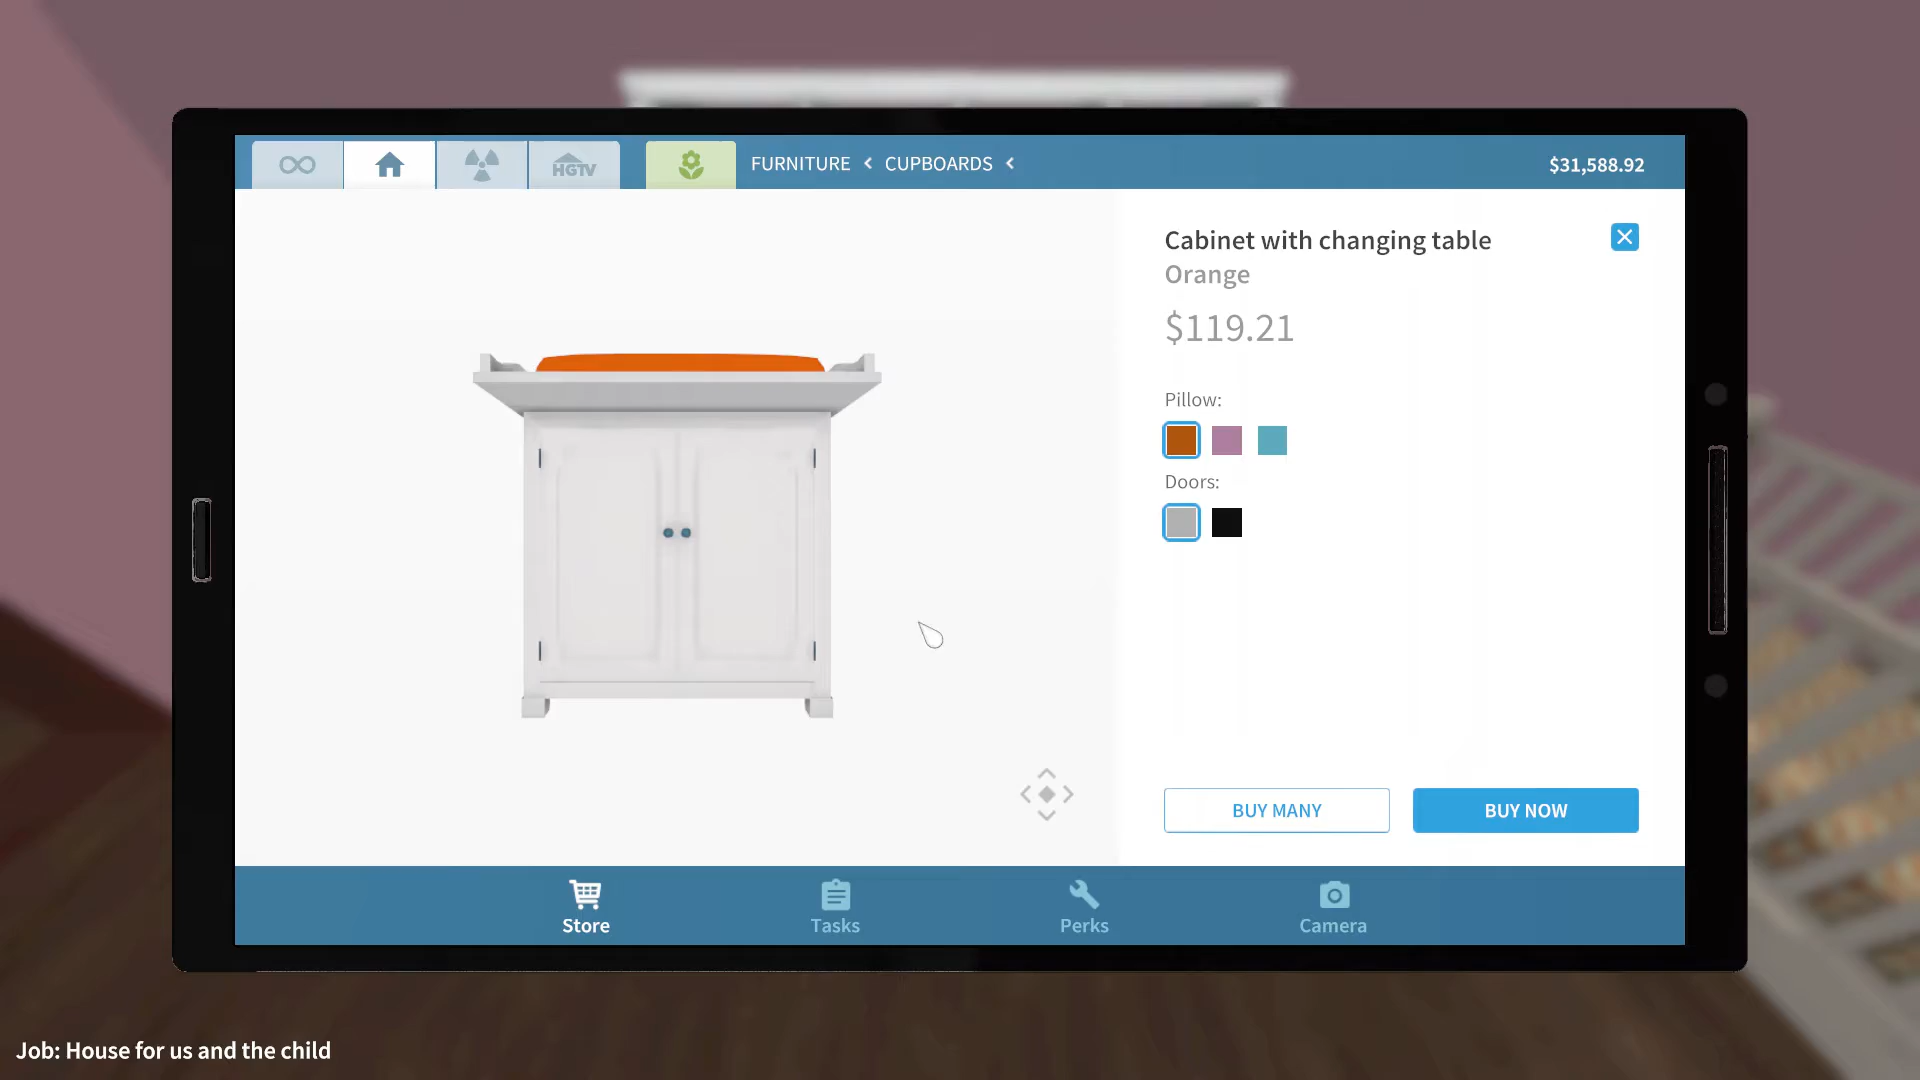 HGTV
FURNITURE < CUPBOARDS <
$31,588.92
Cabinet with changing table
Orange
$119.21
Pillow:
Doors:
BUY MANY
BUY NOW
Store
Tasks
Perks
Camera
Job: House for us and the child